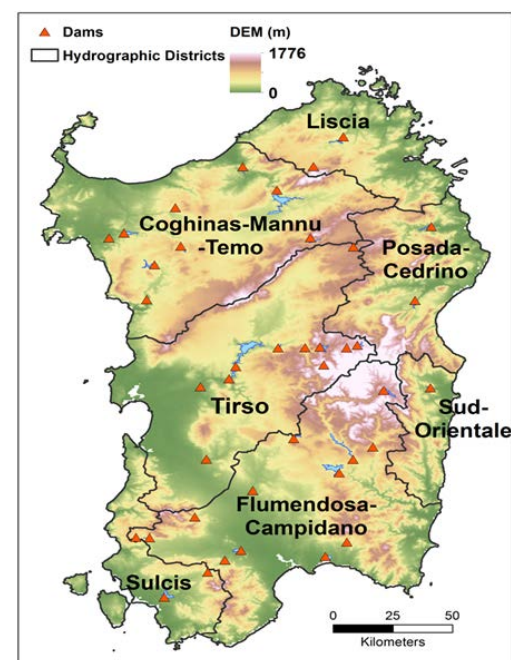 Dams
Hydrographic Districts
DEM (m)
1776
0
Liscia
Coghinas-Mannu
-Temo
Posada-
Cedrino
Tirso
Sud-
Orientale
Flumendosa-
Campidano
Sulcis
0 25 50
Kilometers